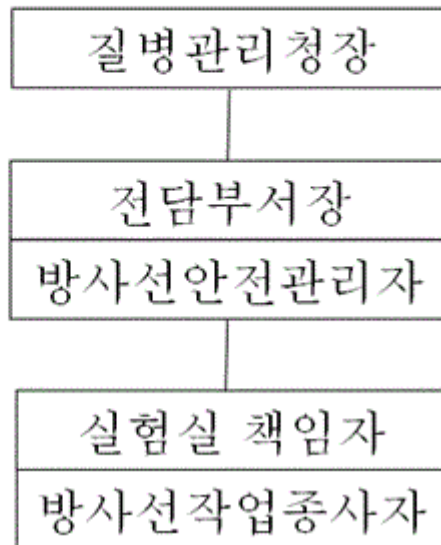 질병관리청장
전담부서장
방사선안전관리자
실험실 책임자
방사선작업종사자